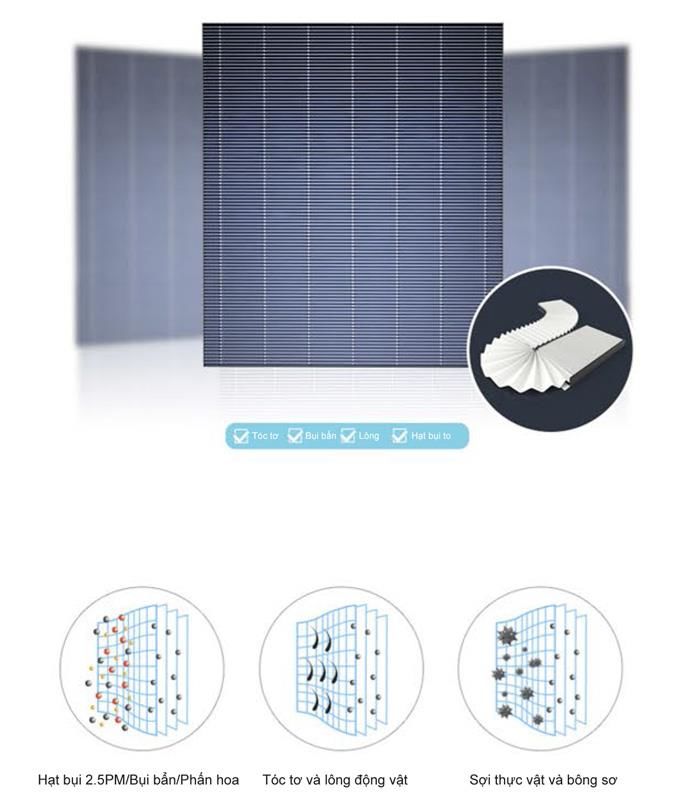 Tóc tơ Bụi bẩn Lông Hạt bụi to
Hạt bụi 2.5PM/Bụi bẩn/Phấn hoa Tóc tơ và lông động vật Sợi thực vật và bông sơ